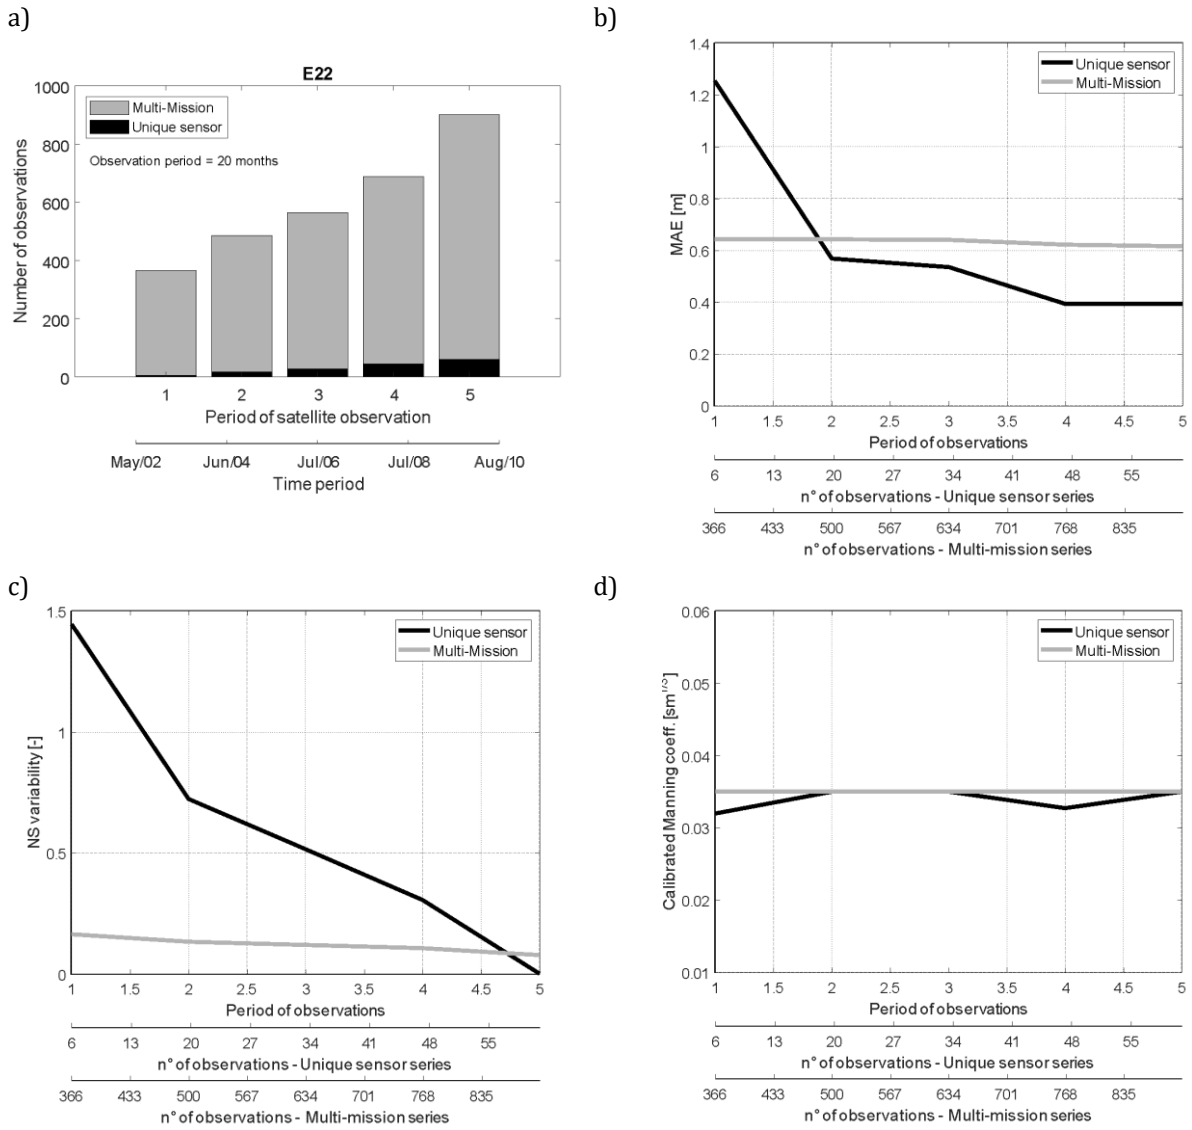 a)
E22
1000
800
600
400
200
0
Number of observations
Multi-Mission
Unique sensor
Observation period = 20 months
1 2 3 4 5
Period of satellite observation
May/02 Jun/04 Jul/06 Jul/08 Aug/10
Time period
b)
1.4
1.2
1
0.8
0.6
0.4
0.2
0
MAE [m]
Unique sensor
Multi-Mission
1 1.5 2 2.5 3 3.5 4 4.5 5
Period of observations
6 13 20 27 34 41 48 55
n° of observations - Unique sensor series
366 433 500 567 634 701 768 835
n° of observations - Multi-mission series
c)
1.5
1
0.5
0
NS variability [-]
Unique sensor
Multi-Mission
1 1.5 2 2.5 3 3.5 4 4.5 5
Period of observations
6 13 20 27 34 41 48 55
n° of observations - Unique sensor series
366 433 500 567 634 701 768 835
n° of observations - Multi-mission series
d)
0.06
0.05
0.04
0.03
0.02
0.01
Calibrated Manning coeff. [sm¹/³]
Unique sensor
Multi-Mission
1 1.5 2 2.5 3 3.5 4 4.5 5
Period of observations
6 13 20 27 34 41 48 55
n° of observations - Unique sensor series
366 433 500 567 634 701 768 835
n° of observations - Multi-mission series